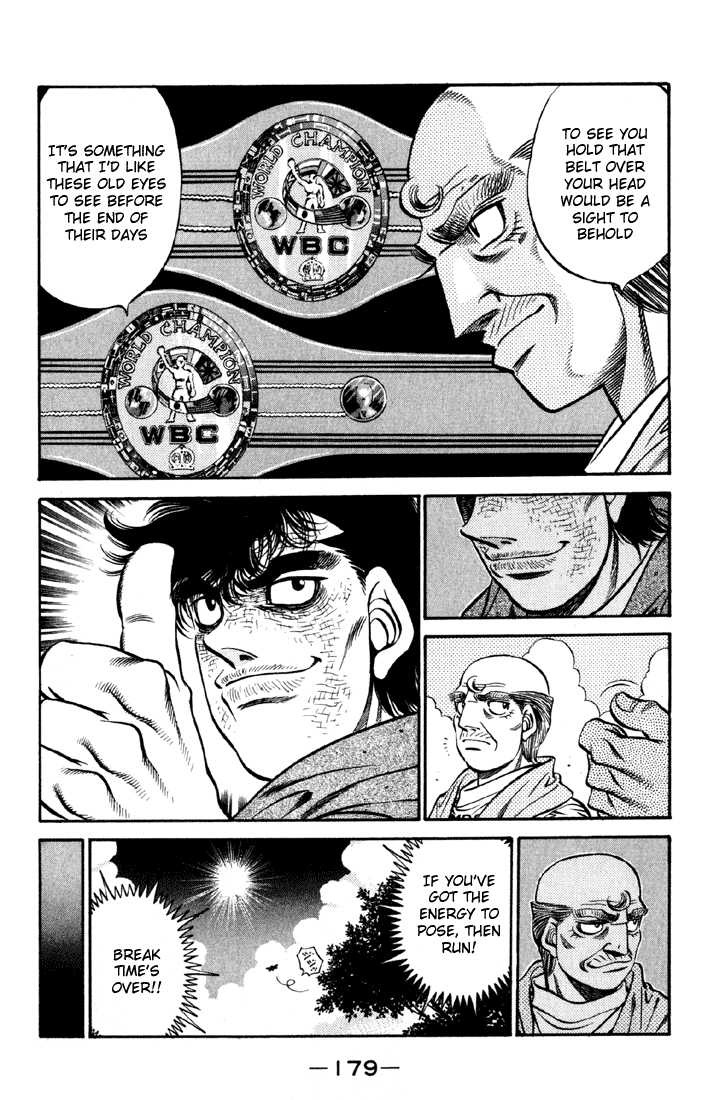 TO SEE YOU
HOLD THAT
BELT OVER
YOUR HEAD
WOULD BE A
SIGHT TO
BEHOLD
IT'S SOMETHING
THAT I'D LIKE
THESE OLD EYES
TO SEE BEFORE
THE END OF
THEIR DAYS
WORLD CHAMPION
WBC
WORLD CHAMPION
WBC
IF YOU'VE
GOT THE
ENERGY TO
POSE, THEN
RUN!
BREAK
TIME'S
OVER!!
—179—